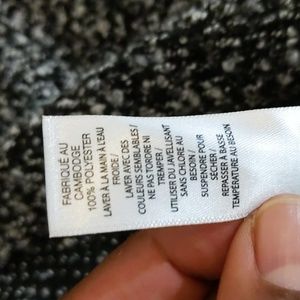 FABRIQUÉ AU
CAMBODGE
100% POLYESTER
LAVER À LA MAIN À L'EAU
FROIDE /
LAVER AVEC DES
COULEURS SEMBLABLES /
NE PAS TORDRE NI
TREMPER
UTILISER DU JAVELLISANT
SANS CHLORE AU
BESOIN /
SUSPENDRE POUR
SÉCHER /
REPASSER À BASSE
TEMPÉRATURE AU BESOIN